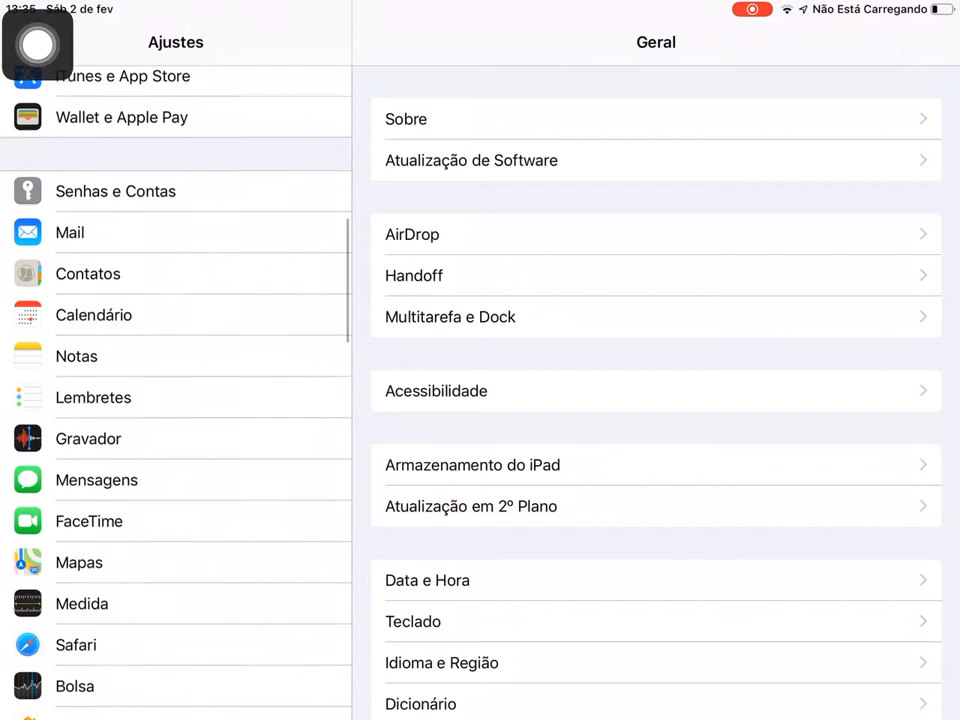 13:35 Sáb 2 de fev
Não Está Carregando
Ajustes
iTunes e App Store
Wallet e Apple Pay
Senhas e Contas
Mail
Contatos
Calendário
Notas
Lembretes
Gravador
Mensagens
FaceTime
Mapas
Medida
Safari
Bolsa
Geral
Sobre
Atualização de Software
AirDrop
Handoff
Multitarefa e Dock
Acessibilidade
Armazenamento do iPad
Atualização em 2º Plano
Data e Hora
Teclado
Idioma e Região
Dicionário